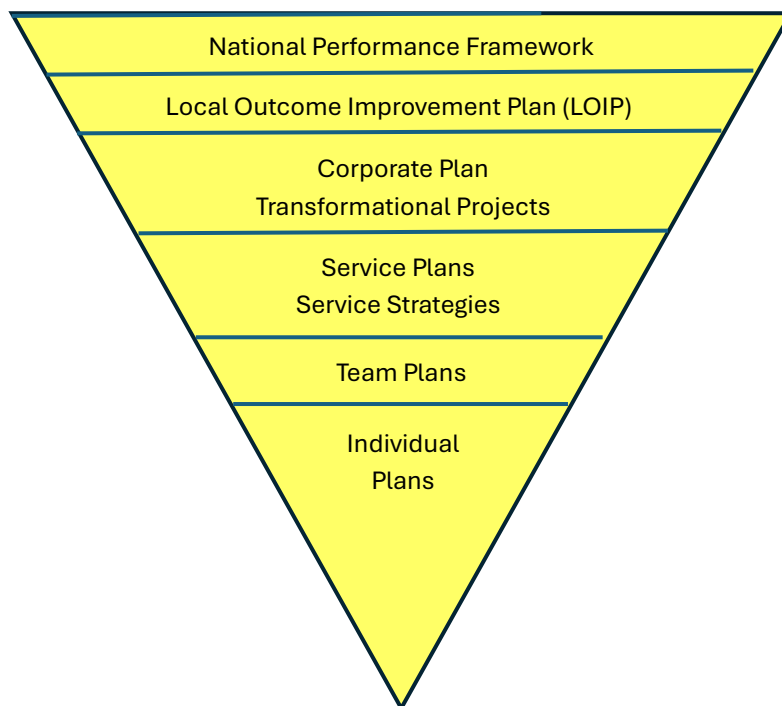 National Performance Framework
Local Outcome Improvement Plan (LOIP)
Corporate Plan
Transformational Projects
Service Plans
Service Strategies
Team Plans
Individual
Plans